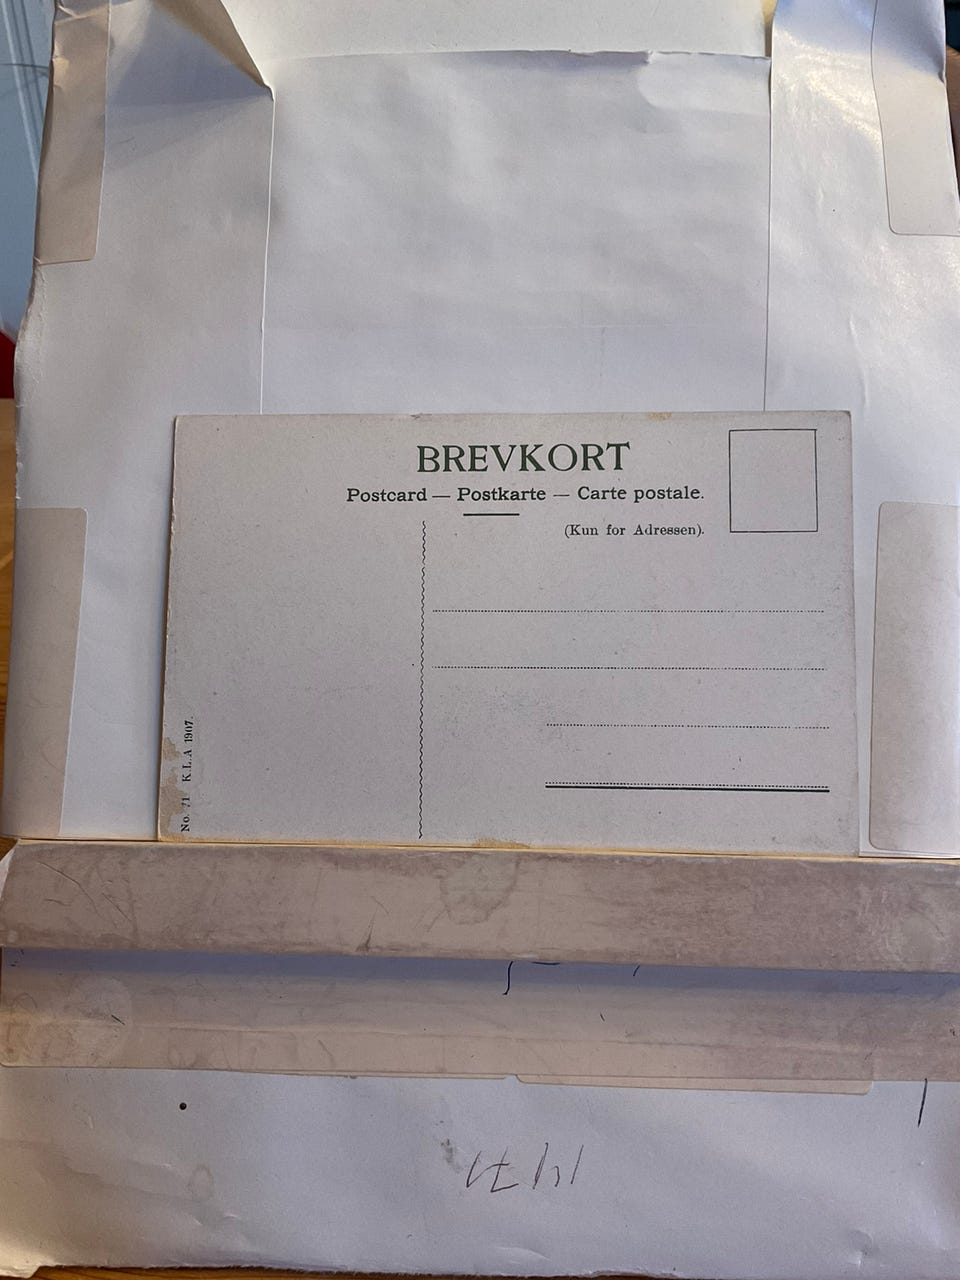 BREVKORT
Postcard — Postkarte — Carte postale.
(Kun for Adressen).
No. 71 K.L.A 1907.